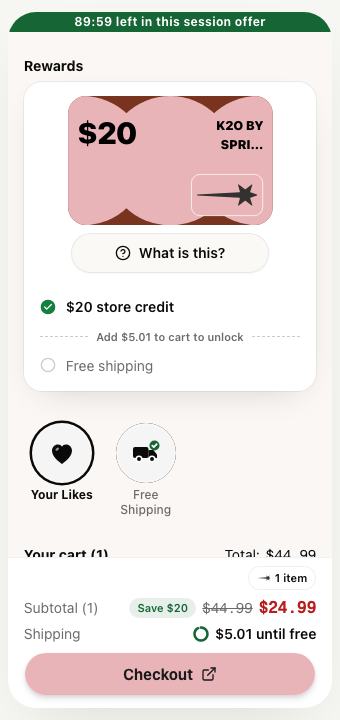 89:59 left in this session offer
Rewards
$20
K2O BY
SPRI...
What is this?
$20 store credit
Add $5.01 to cart to unlock
Free shipping
Your Likes
Free
Shipping
Your cart (1) Total: $44.99
1 item
Subtotal (1) Save $20 $44.99 $24.99
Shipping $5.01 until free
Checkout